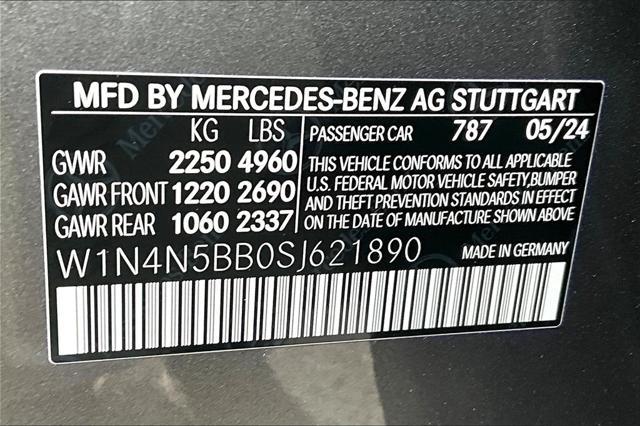 MFD BY MERCEDES-BENZ AG STUTTGART
KG LBS
GVWR 2250 4960
GAWR FRONT 1220 2690
GAWR REAR 1060 2337
PASSENGER CAR 787 05/24
THIS VEHICLE CONFORMS TO ALL APPLICABLE
U.S. FEDERAL MOTOR VEHICLE SAFETY,BUMPER
AND THEFT PREVENTION STANDARDS IN EFFECT
ON THE DATE OF MANUFACTURE SHOWN ABOVE
W1N4N5BB0SJ621890
MADE IN GERMANY